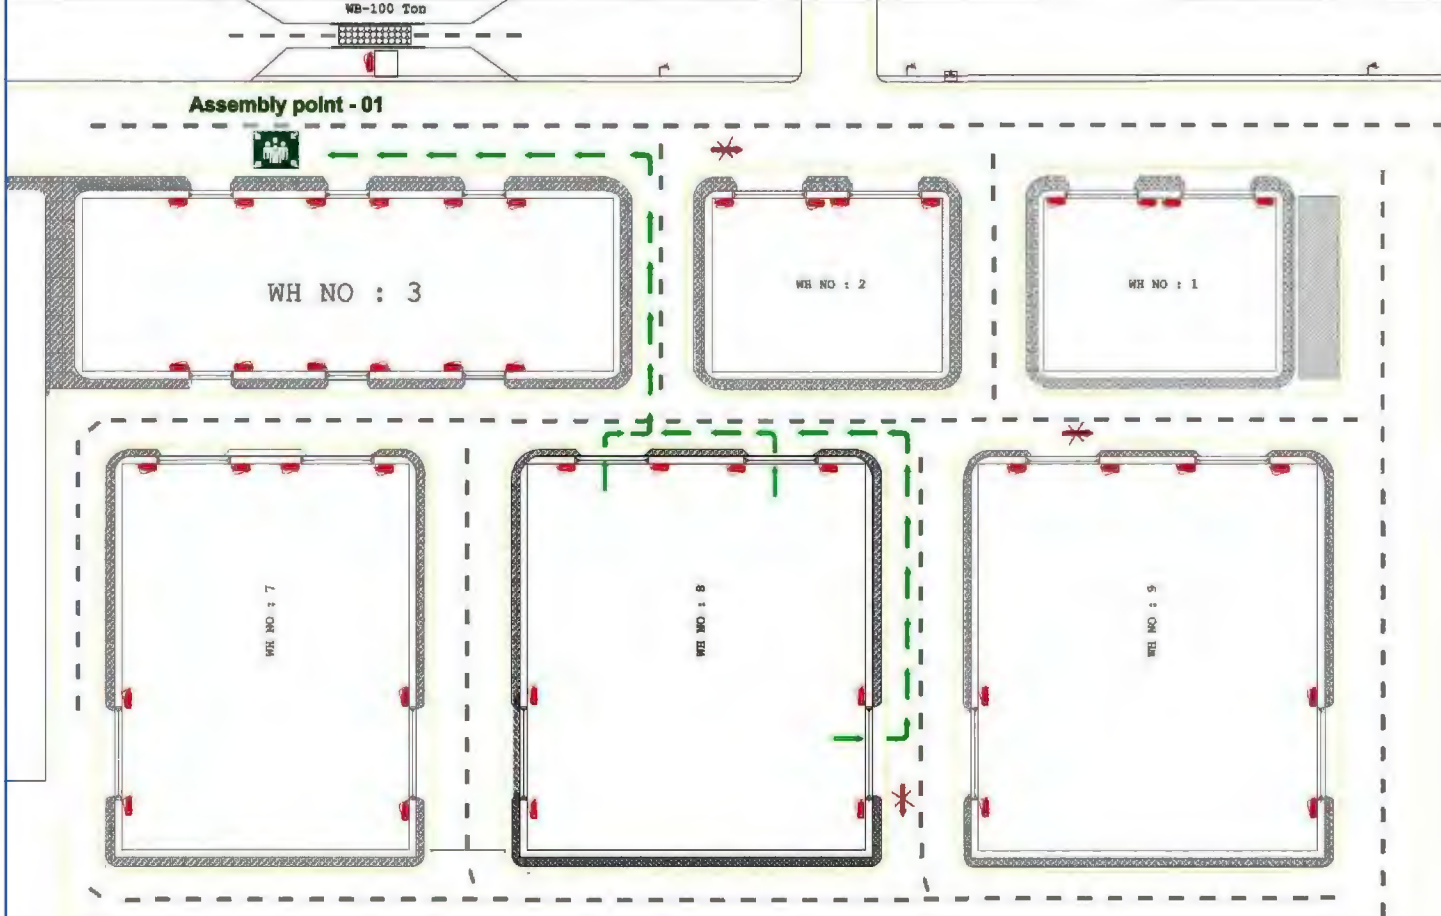 WB-100 Ton
Assembly point - 01
WH NO : 3
WH NO : 2
WH NO : 1
WH NO : 7
WH NO : 8
WH NO : 9